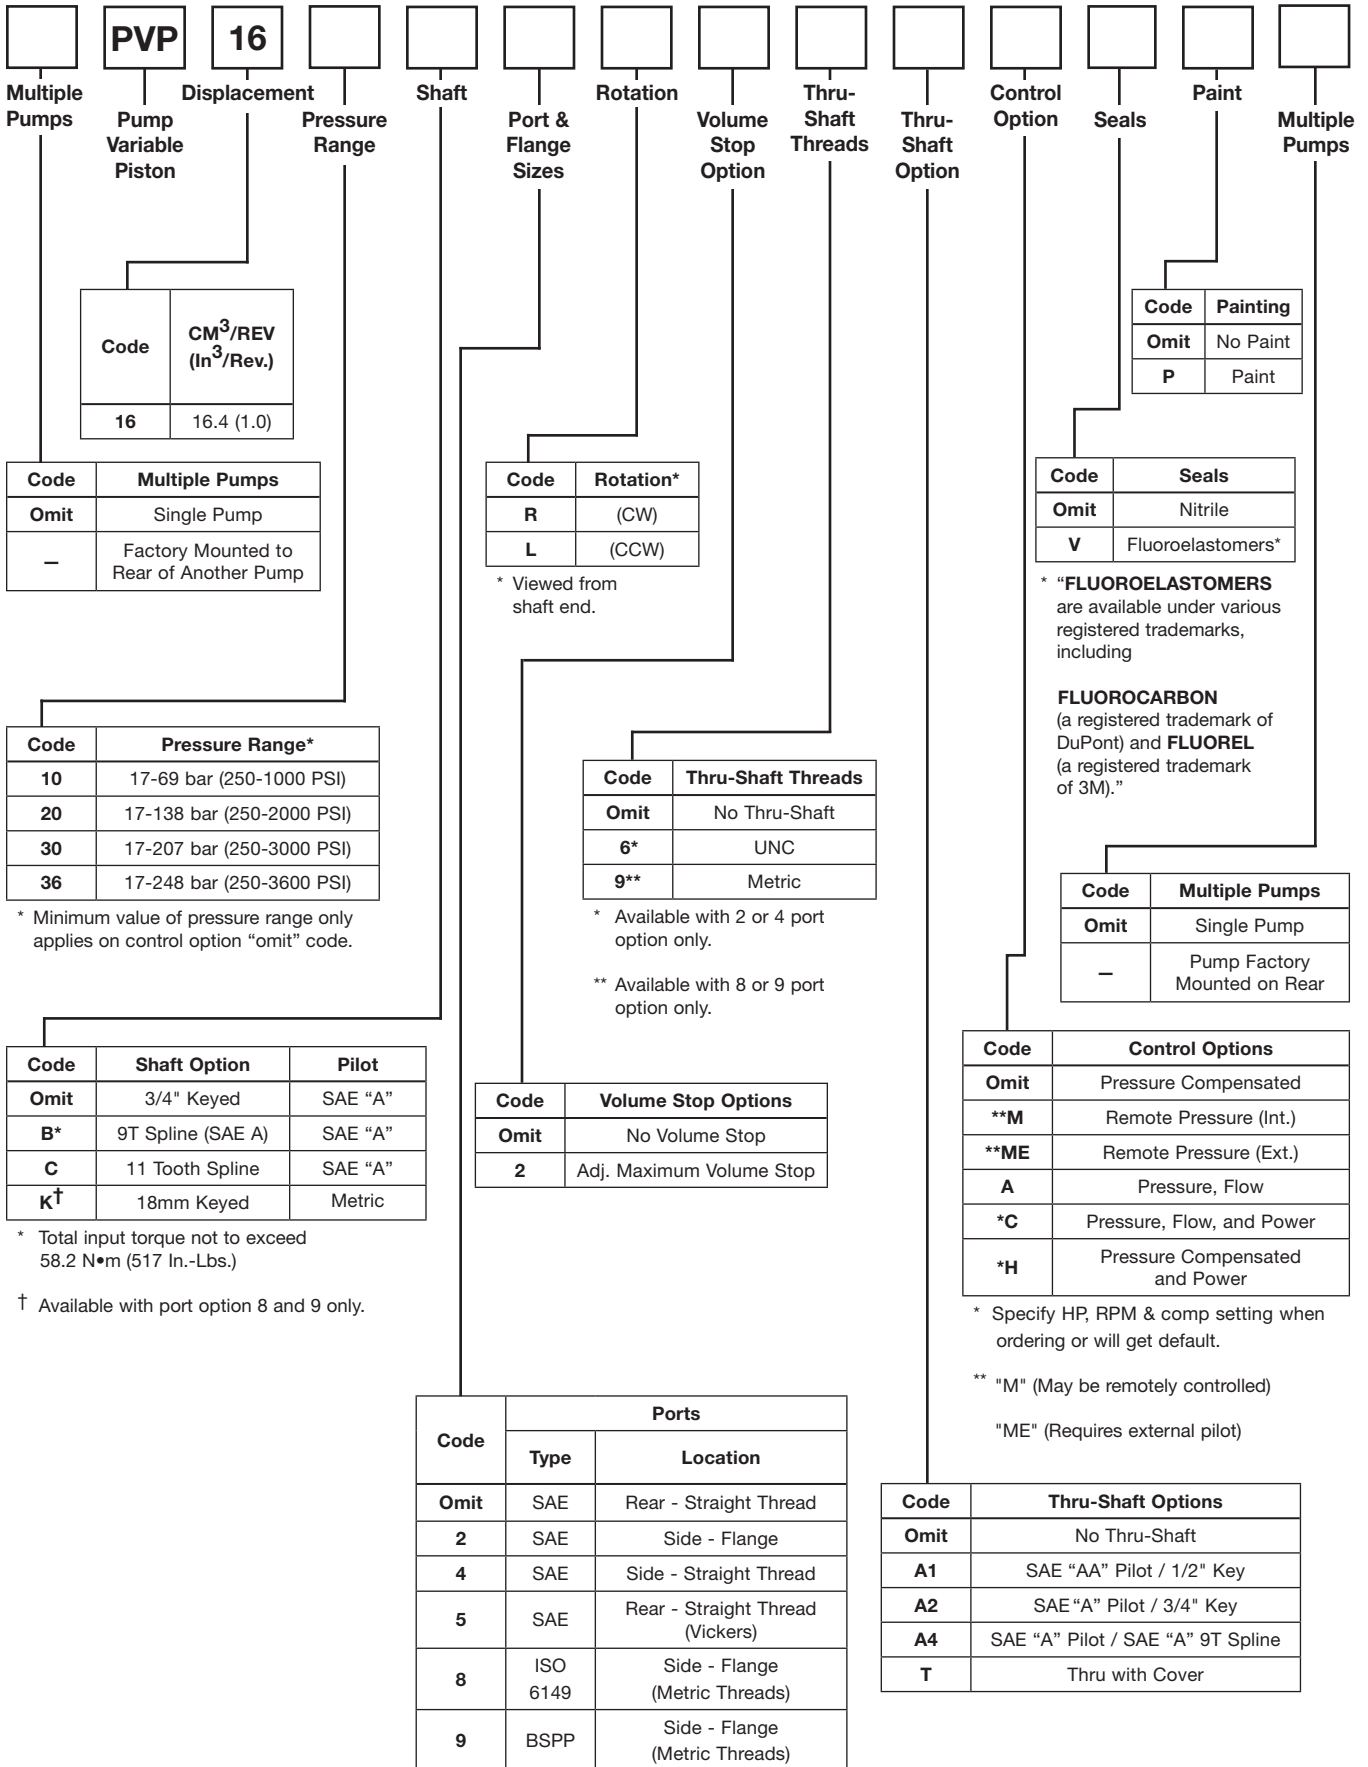 PVP
16
Multiple
Pumps
Pump
Variable
Piston
Displacement
Pressure
Range
Shaft
Port &
Flange
Sizes
Rotation
Volume
Stop
Option
Thru-
Shaft
Threads
Thru-
Shaft
Option
Control
Option
Seals
Paint
Multiple
Pumps
Code CM3/REV
(In3/Rev.)
16 16.4 (1.0)
Code Painting
Omit No Paint
P Paint
Code Multiple Pumps
Omit Single Pump
— Factory Mounted to
Rear of Another Pump
Code Rotation*
R (CW)
L (CCW)
* Viewed from
shaft end.
Code Seals
Omit Nitrile
V Fluoroelastomers*
* “FLUOROELASTOMERS
are available under various
registered trademarks,
including
FLUOROCARBON
(a registered trademark of
DuPont) and FLUOREL
(a registered trademark
of 3M).”
Code Pressure Range*
10 17-69 bar (250-1000 PSI)
20 17-138 bar (250-2000 PSI)
30 17-207 bar (250-3000 PSI)
36 17-248 bar (250-3600 PSI)
* Minimum value of pressure range only
applies on control option “omit” code.
Code Thru-Shaft Threads
Omit No Thru-Shaft
6* UNC
9** Metric
* Available with 2 or 4 port
option only.
** Available with 8 or 9 port
option only.
Code Multiple Pumps
Omit Single Pump
— Pump Factory
Mounted on Rear
Code Shaft Option Pilot
Omit 3/4" Keyed SAE “A”
B* 9T Spline (SAE A) SAE “A”
C 11 Tooth Spline SAE “A”
K† 18mm Keyed Metric
* Total input torque not to exceed
58.2 N•m (517 In.-Lbs.)
† Available with port option 8 and 9 only.
Code Volume Stop Options
Omit No Volume Stop
2 Adj. Maximum Volume Stop
Code Control Options
Omit Pressure Compensated
**M Remote Pressure (Int.)
**ME Remote Pressure (Ext.)
A Pressure, Flow
*C Pressure, Flow, and Power
*H Pressure Compensated
and Power
* Specify HP, RPM & comp setting when
ordering or will get default.
** "M" (May be remotely controlled)
"ME" (Requires external pilot)
Code Ports
Type Location
Omit SAE Rear - Straight Thread
2 SAE Side - Flange
4 SAE Side - Straight Thread
5 SAE Rear - Straight Thread
(Vickers)
8 ISO
6149 Side - Flange
(Metric Threads)
9 BSPP Side - Flange
(Metric Threads)
Code Thru-Shaft Options
Omit No Thru-Shaft
A1 SAE “AA” Pilot / 1/2" Key
A2 SAE “A” Pilot / 3/4" Key
A4 SAE “A” Pilot / SAE “A” 9T Spline
T Thru with Cover